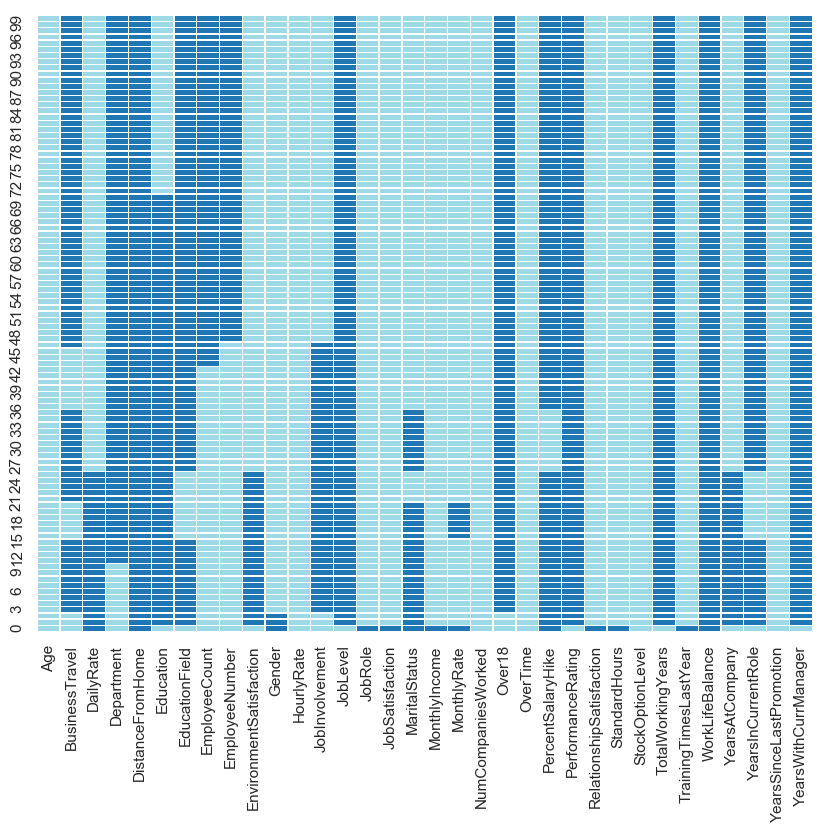 99
96
93
90
87
84
81
78
75
72
69
66
63
60
57
54
51
48
45
42
39
36
33
30
27
24
21
18
15
12
9
6
3
0
Age
BusinessTravel
DailyRate
Department
DistanceFromHome
Education
EducationField
EmployeeCount
EmployeeNumber
EnvironmentSatisfaction
Gender
HourlyRate
JobInvolvement
JobLevel
JobRole
JobSatisfaction
MaritalStatus
MonthlyIncome
MonthlyRate
NumCompaniesWorked
Over18
OverTime
PercentSalaryHike
PerformanceRating
RelationshipSatisfaction
StandardHours
StockOptionLevel
TotalWorkingYears
TrainingTimesLastYear
WorkLifeBalance
YearsAtCompany
YearsInCurrentRole
YearsSinceLastPromotion
YearsWithCurrManager